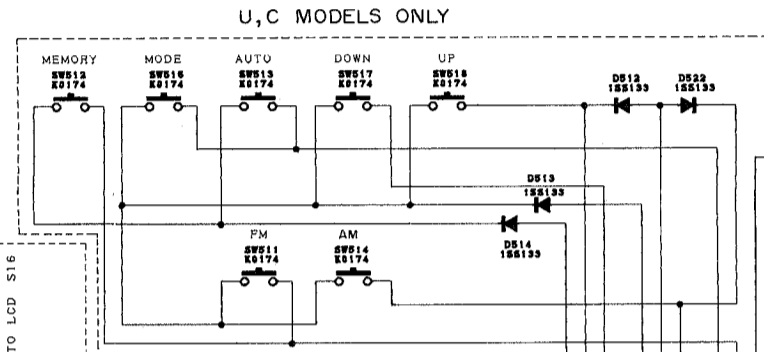 U,C MODELS ONLY
MEMORY
SW512
K0174
MODE
SW516
K0174
AUTO
SW513
K0174
DOWN
SW517
K0174
UP
SW518
K0174
D512
1SS133
D522
1SS133
D513
1SS133
D514
1SS133
FM
SW511
K0174
AM
SW514
K0174
TO LCD S16